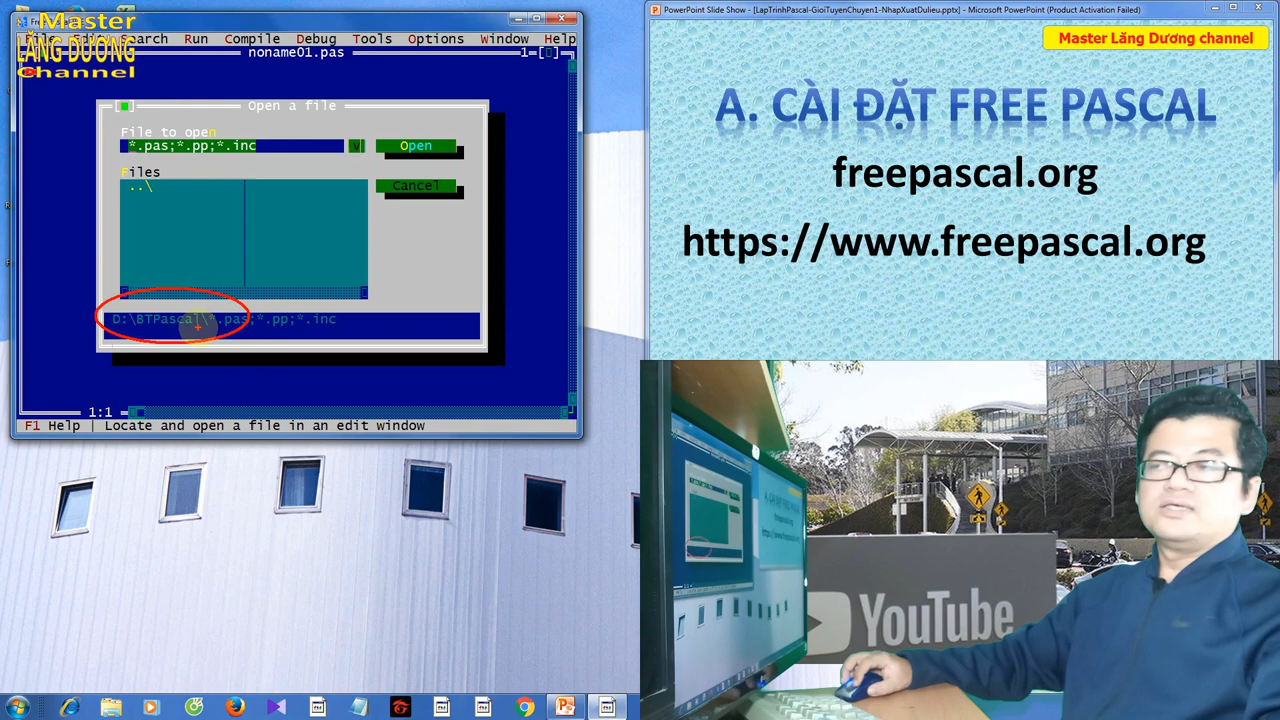 Master
LĂNG DƯƠNG
Channel
Search Run Compile Debug Tools Options Window Help
noname01.pas
1=[
Open a file
File to open
*.pas;*.pp;*.inc
Open
Files
..\
Cancel
D:\BTPascal\*.pas;*.pp;*.inc
1:1
F1 Help | Locate and open a file in an edit window
PowerPoint Slide Show - [LapTrinhPascal-GioiTuyenChuyen1-NhapXuatDulieu.pptx] - Microsoft PowerPoint (Product Activation Failed)
Master Lăng Dương channel
A. CÀI ĐẶT FREE PASCAL
freepascal.org
https://www.freepascal.org
YouTube